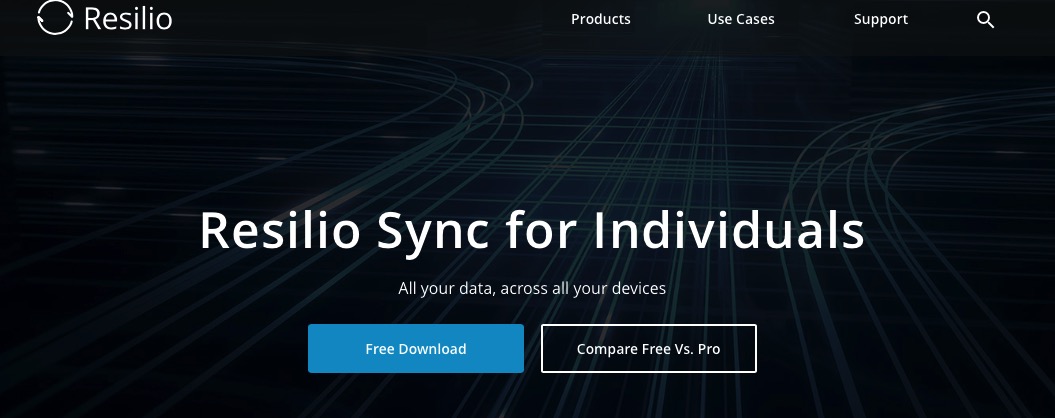 Resilio
Products
Use Cases
Support
Resilio Sync for Individuals
All your data, across all your devices
Free Download
Compare Free Vs. Pro